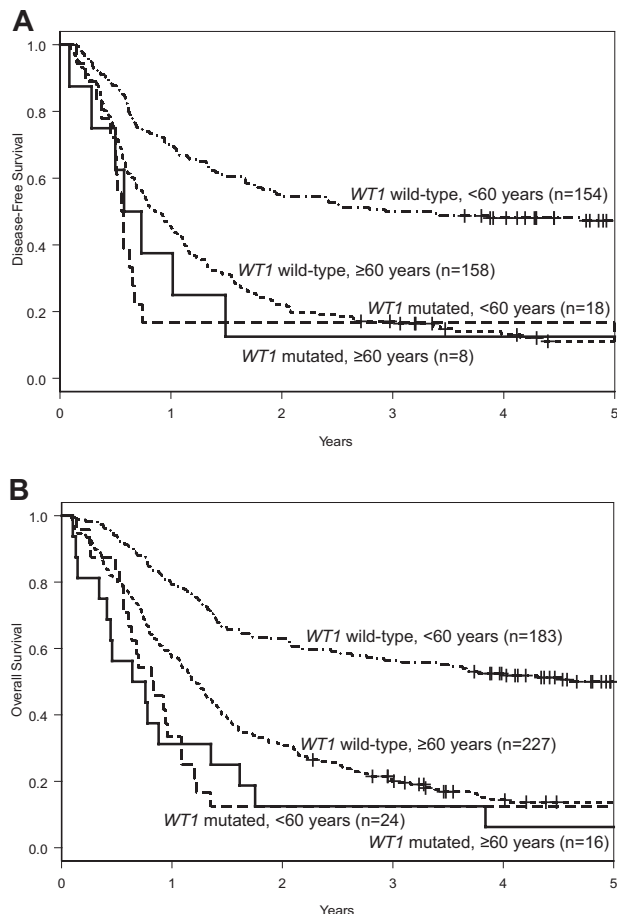 A
1.0
0.8
0.6
0.4
0.2
0.0
Disease-Free Survival
WT1 wild-type, <60 years (n=154)
WT1 wild-type, ≥60 years (n=158)
WT1 mutated, <60 years (n=18)
WT1 mutated, ≥60 years (n=8)
0 1 2 3 4 5
Years
B
1.0
0.8
0.6
0.4
0.2
0.0
Overall Survival
WT1 wild-type, <60 years (n=183)
WT1 wild-type, ≥60 years (n=227)
WT1 mutated, <60 years (n=24)
WT1 mutated, ≥60 years (n=16)
0 1 2 3 4 5
Years